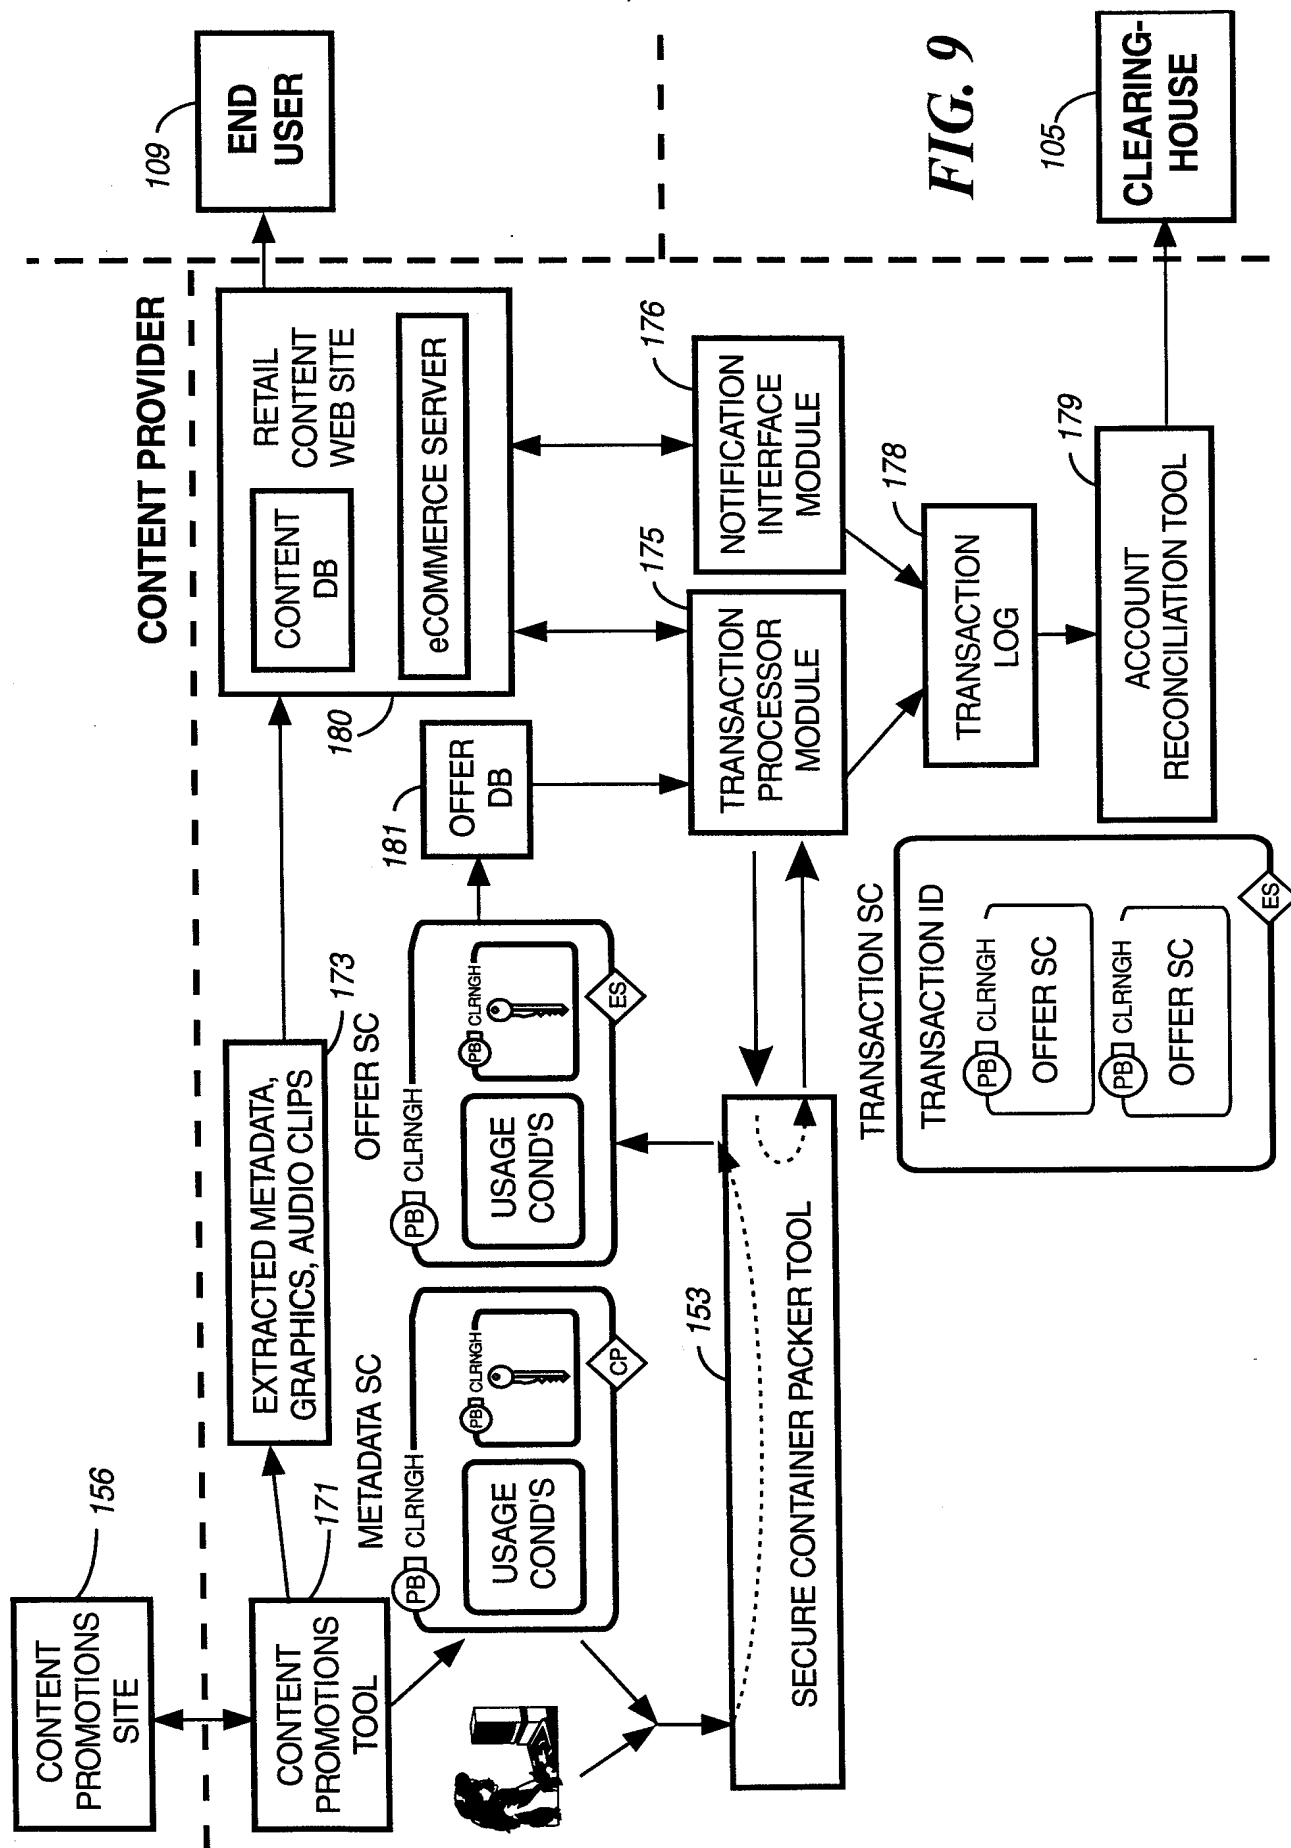 CONTENT PROVIDER
CONTENT
PROMOTIONS
SITE
156
CONTENT
PROMOTIONS
TOOL
171
EXTRACTED METADATA,
GRAPHICS, AUDIO CLIPS
173
RETAIL
CONTENT
WEB SITE
CONTENT
DB
eCOMMERCE SERVER
180
END
USER
109
METADATA SC
PB CLRNGH
USAGE
COND'S
PB CLRNGH
CP
OFFER SC
PB CLRNGH
USAGE
COND'S
PB CLRNGH
ES
OFFER
DB
181
SECURE CONTAINER PACKER TOOL
153
TRANSACTION
PROCESSOR
MODULE
175
NOTIFICATION
INTERFACE
MODULE
176
TRANSACTION
LOG
178
TRANSACTION SC
TRANSACTION ID
PB CLRNGH
OFFER SC
PB CLRNGH
OFFER SC
ES
ACCOUNT
RECONCILIATION TOOL
179
CLEARING-
HOUSE
105
FIG. 9